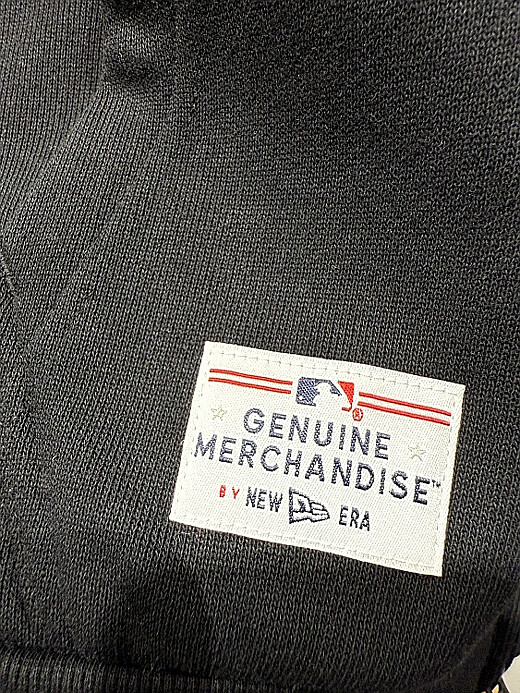 ®
GENUINE
MERCHANDISE™
BY NEW ERA